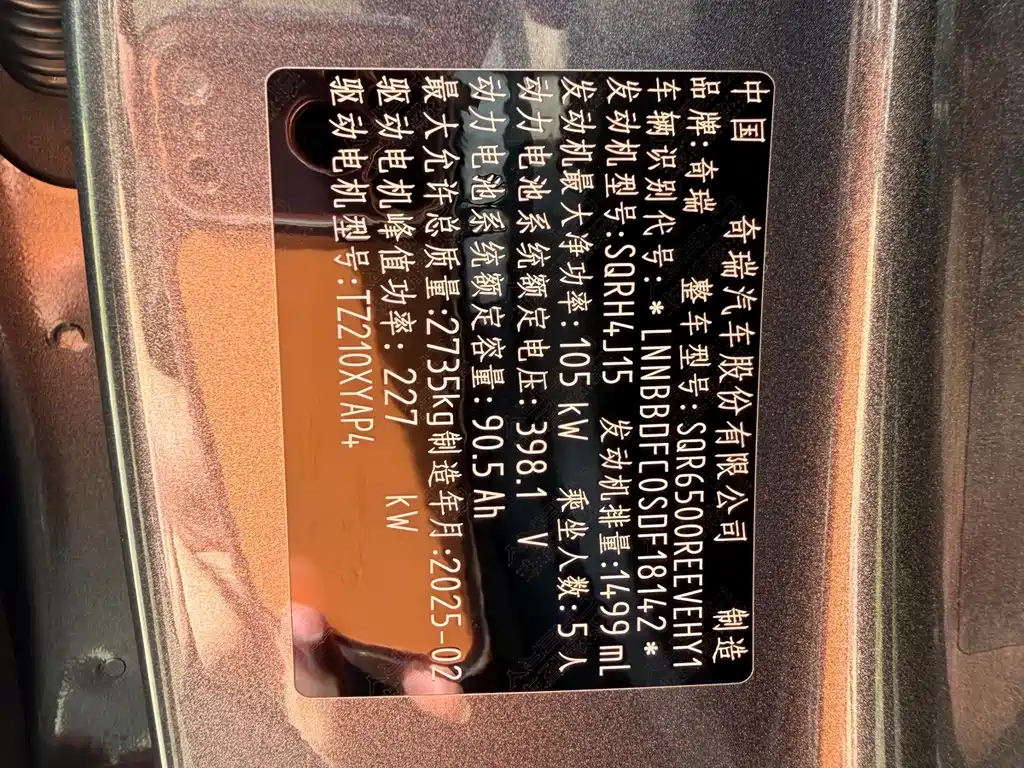 中国 奇瑞汽车股份有限公司 制造
品牌:奇瑞 整车型号:SQR6500REEVEHY1
车辆识别代号:*LNNBBDFC0SDF18142*
发动机型号:SQRH4J15 发动机排量:1499 mL
发动机最大净功率:105 kW 乘坐人数:5人
动力电池系统额定电压:398.1 V
动力电池系统额定容量:90.5 Ah
最大允许总质量:2735kg 制造年月:2025-02
驱动电机峰值功率:227 kW
驱动电机型号:TZ210XYAP4